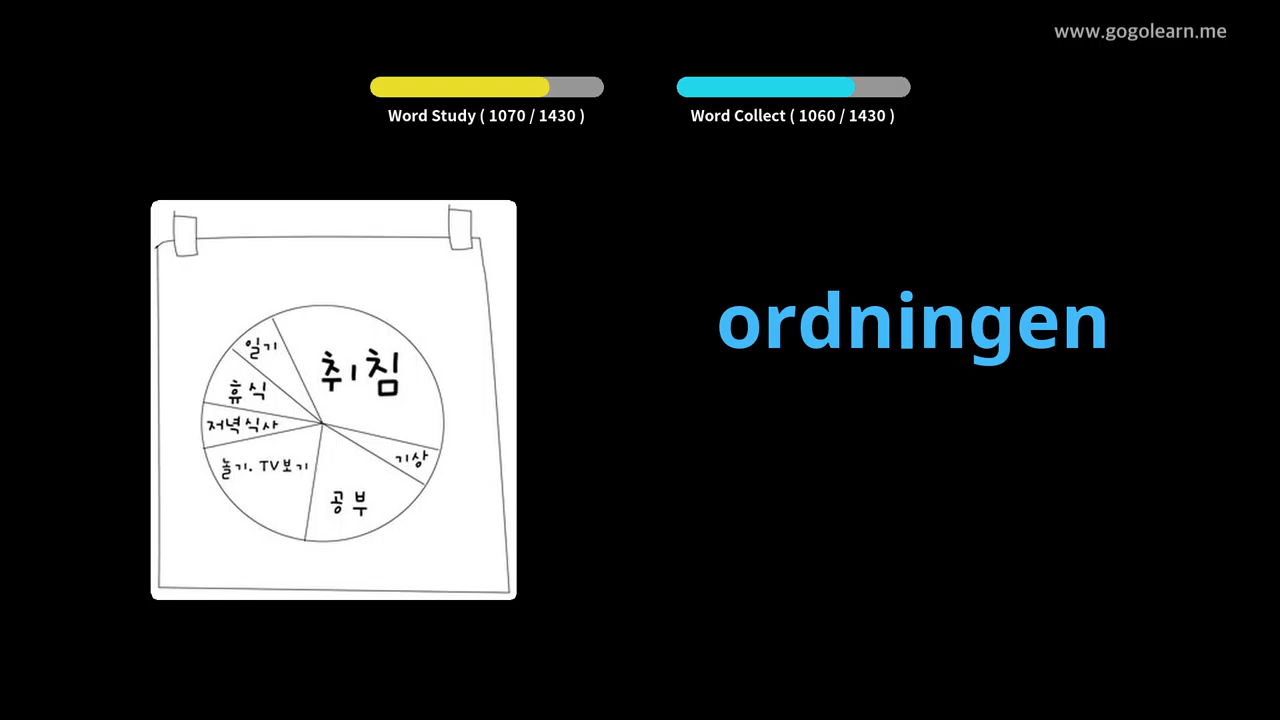 www.gogolearn.me
Word Study ( 1070 / 1430 )
Word Collect ( 1060 / 1430 )
일기
취침
휴식
저녁식사
놀기. TV보기
기상
공부
ordningen